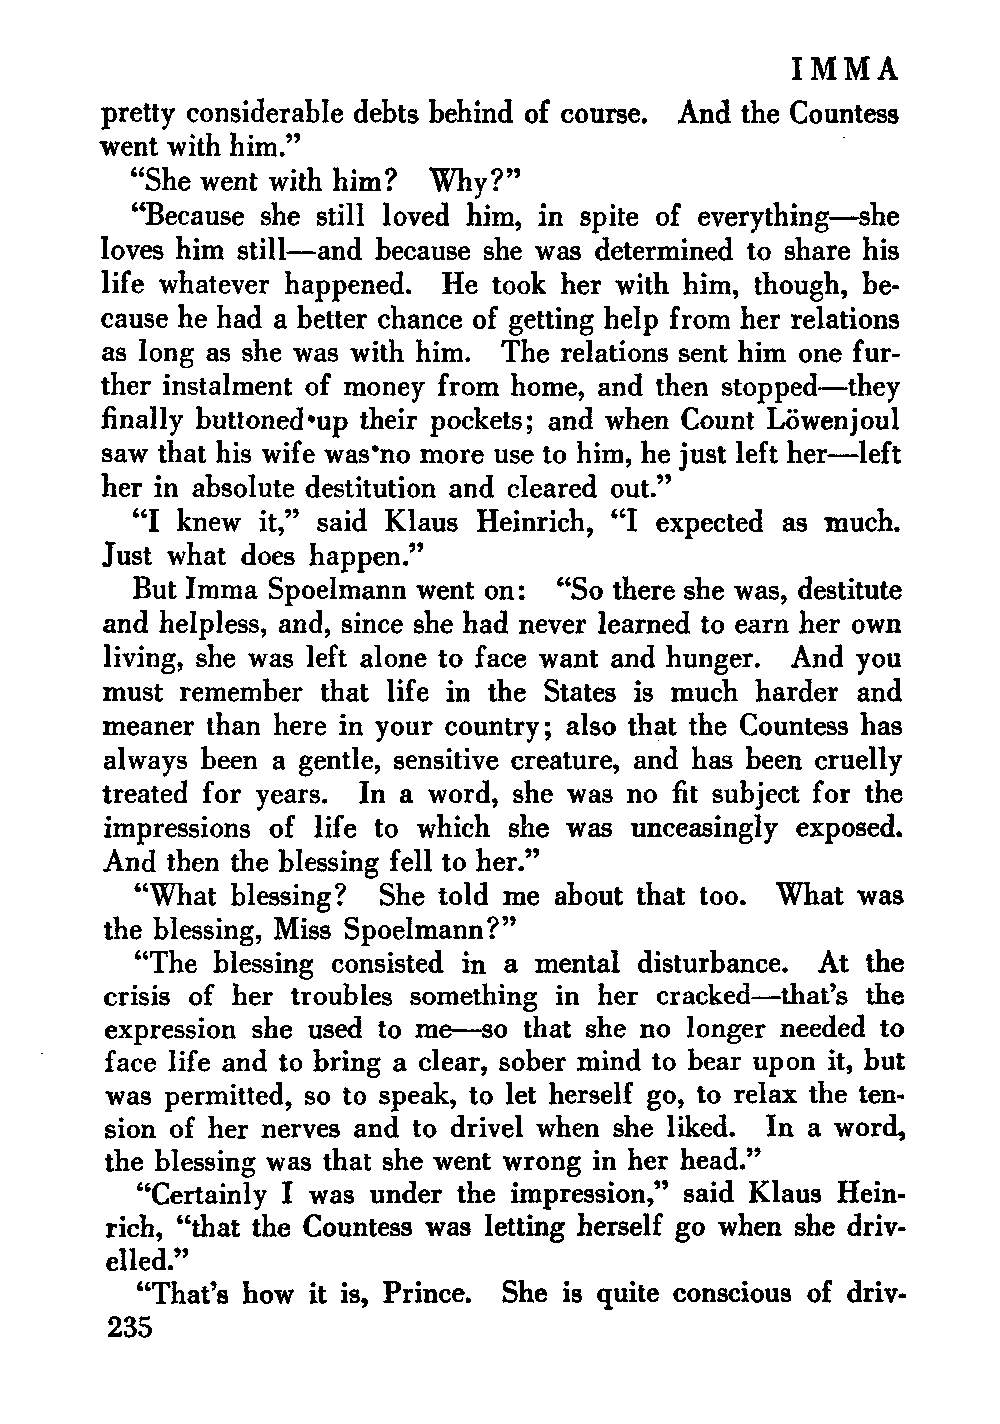 IMMA
pretty considerable debts behind of course. And the Countess
went with him.”
“She went with him? Why?”
“Because she still loved him, in spite of everything—she
loves him still—and because she was determined to share his
life whatever happened. He took her with him, though, be-
cause he had a better chance of getting help from her relations
as long as she was with him. The relations sent him one fur-
ther instalment of money from home, and then stopped—they
finally buttoned up their pockets; and when Count Löwenjoul
saw that his wife was no more use to him, he just left her—left
her in absolute destitution and cleared out.”
“I knew it,” said Klaus Heinrich, “I expected as much.
Just what does happen.”
But Imma Spoelmann went on: “So there she was, destitute
and helpless, and, since she had never learned to earn her own
living, she was left alone to face want and hunger. And you
must remember that life in the States is much harder and
meaner than here in your country; also that the Countess has
always been a gentle, sensitive creature, and has been cruelly
treated for years. In a word, she was no fit subject for the
impressions of life to which she was unceasingly exposed.
And then the blessing fell to her.”
“What blessing? She told me about that too. What was
the blessing, Miss Spoelmann?”
“The blessing consisted in a mental disturbance. At the
crisis of her troubles something in her cracked—that’s the
expression she used to me—so that she no longer needed to
face life and to bring a clear, sober mind to bear upon it, but
was permitted, so to speak, to let herself go, to relax the ten-
sion of her nerves and to drivel when she liked. In a word,
the blessing was that she went wrong in her head.”
“Certainly I was under the impression,” said Klaus Hein-
rich, “that the Countess was letting herself go when she driv-
elled.”
“That’s how it is, Prince. She is quite conscious of driv-
235